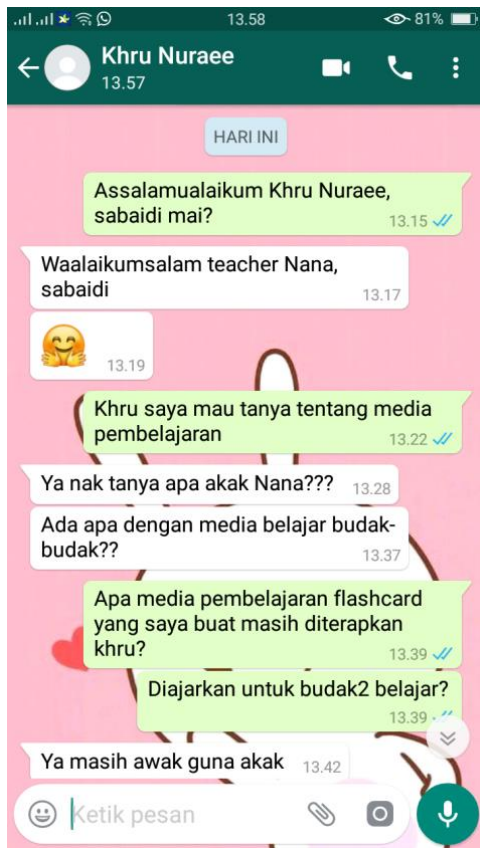 13.58
81%
Khru Nuraee
13.57
HARI INI
Assalamualaikum Khru Nuraee,
sabaidi mai?
13.15
Waalaikumsalam teacher Nana,
sabaidi
13.17
13.19
Khru saya mau tanya tentang media
pembelajaran
13.22
Ya nak tanya apa akak Nana???
13.28
Ada apa dengan media belajar budak-
budak??
13.37
Apa media pembelajaran flashcard
yang saya buat masih diterapkan
khru?
13.39
Diajarkan untuk budak2 belajar?
13.39
Ya masih awak guna akak
13.42
Ketik pesan